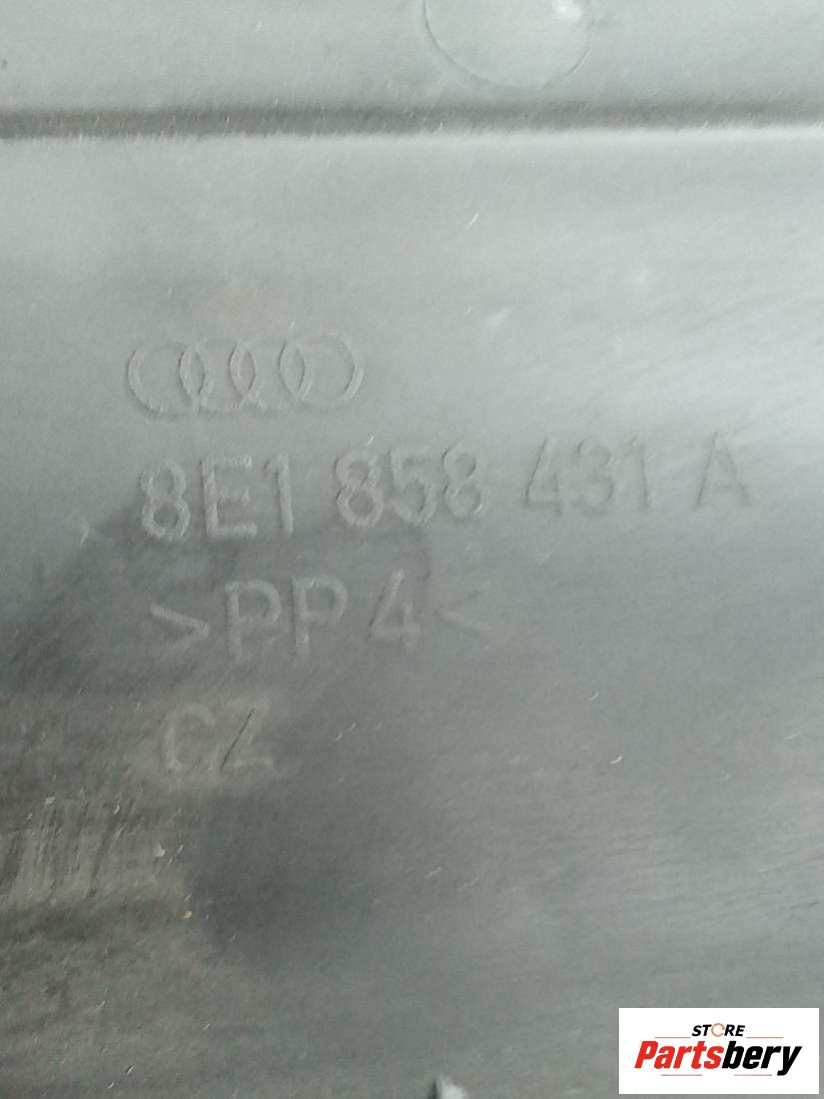 8E1 858 431 A
>PP4<
CZ
STORE
Partsbery